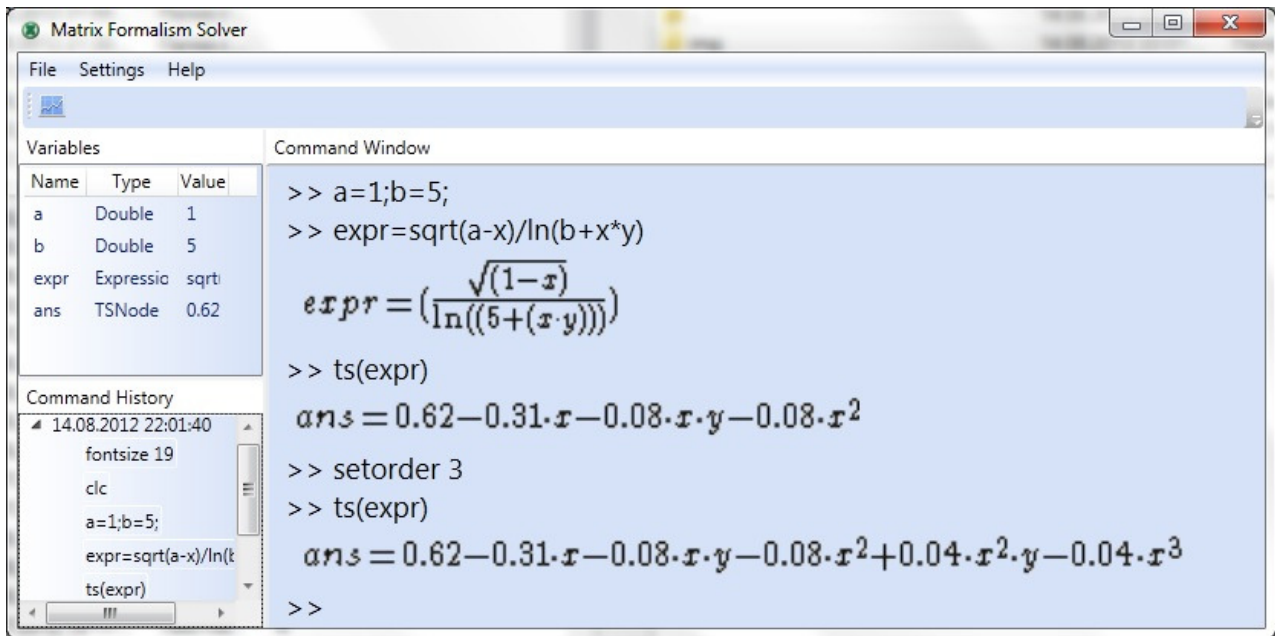 Matrix Formalism Solver
File Settings Help
Variables
Name Type Value
a Double 1
b Double 5
expr Expressio sqrt
ans TSNode 0.62
Command History
14.08.2012 22:01:40
fontsize 19
clc
a=1;b=5;
expr=sqrt(a-x)/ln(b
ts(expr)
Command Window
>> a=1;b=5;
>> expr=sqrt(a-x)/ln(b+x*y)
expr=(√(1-x)/ln((5+(x·y))))
>> ts(expr)
ans=0.62-0.31·x-0.08·x·y-0.08·x²
>> setorder 3
>> ts(expr)
ans=0.62-0.31·x-0.08·x·y-0.08·x²+0.04·x²·y-0.04·x³
>>